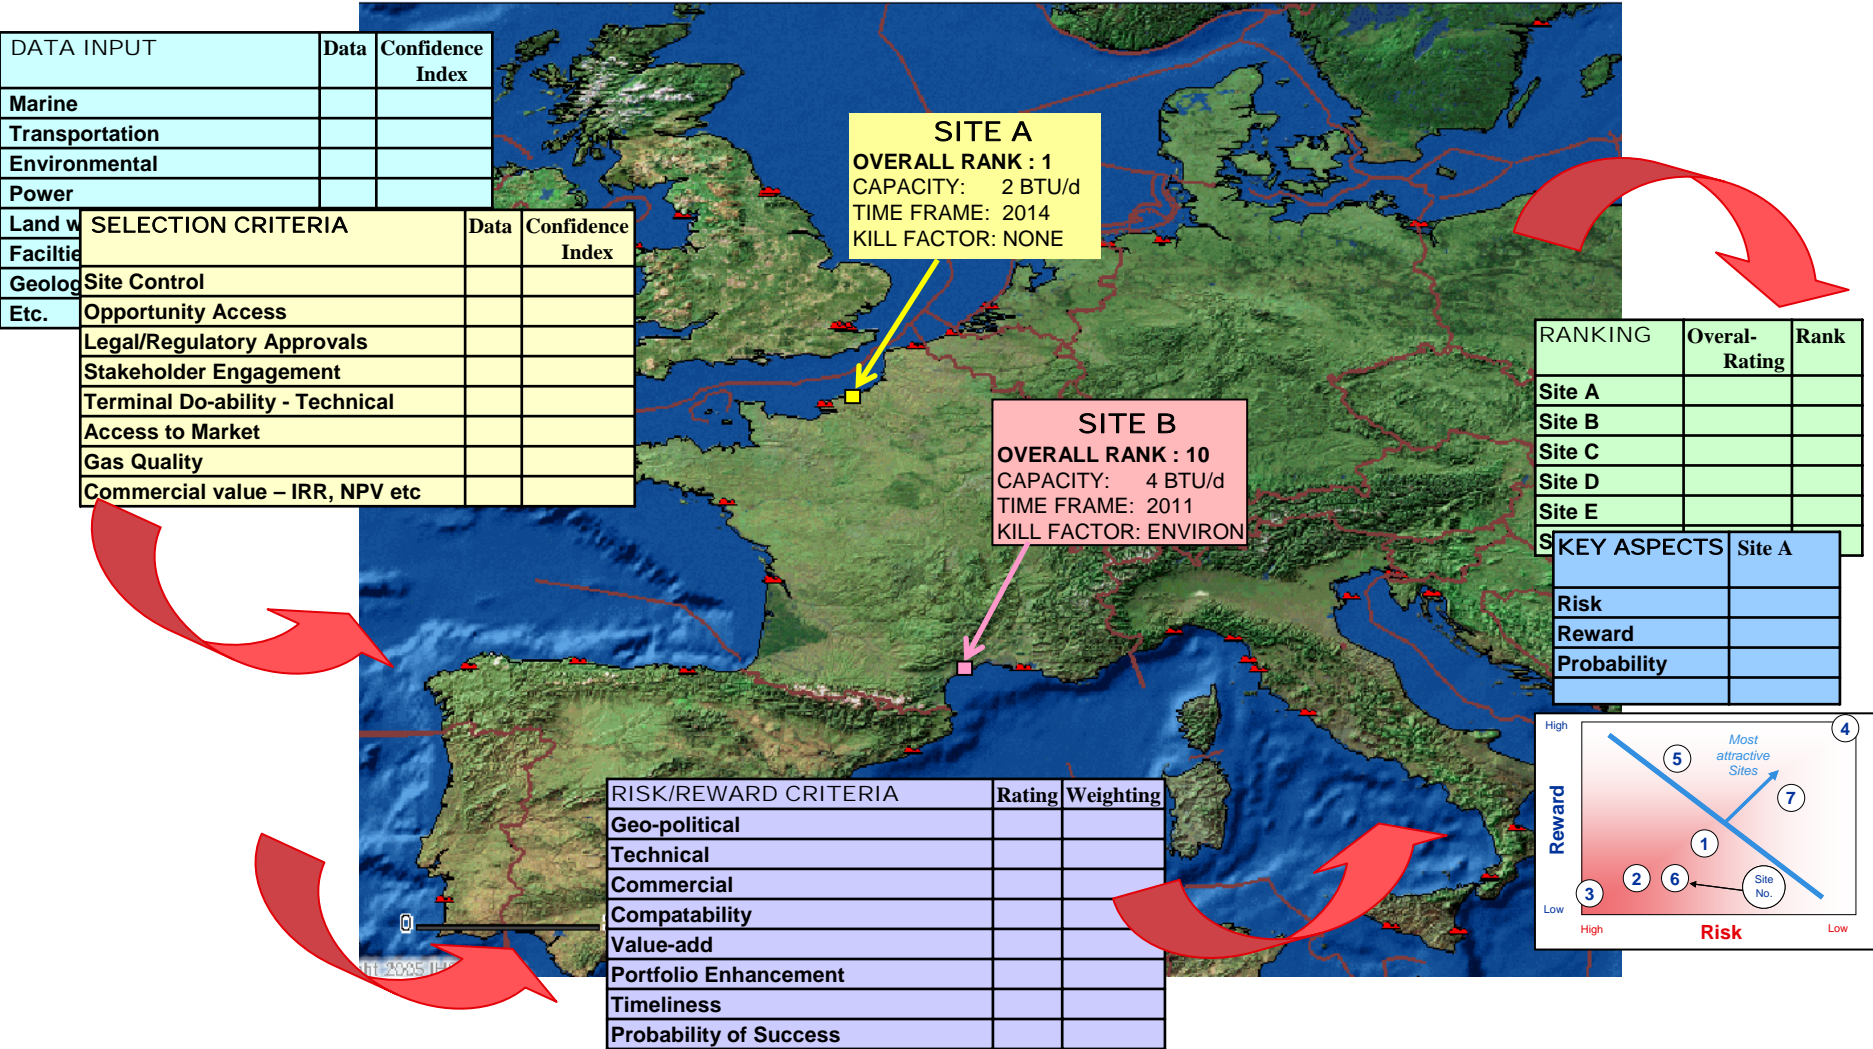 DATA INPUT Data Confidence
Index
Marine
Transportation
Environmental
Power
Land w
Faciltie
Geolog
Etc.
SELECTION CRITERIA Data Confidence
Index
Site Control
Opportunity Access
Legal/Regulatory Approvals
Stakeholder Engagement
Terminal Do-ability - Technical
Access to Market
Gas Quality
Commercial value – IRR, NPV etc
SITE A
OVERALL RANK : 1
CAPACITY: 2 BTU/d
TIME FRAME: 2014
KILL FACTOR: NONE
SITE B
OVERALL RANK : 10
CAPACITY: 4 BTU/d
TIME FRAME: 2011
KILL FACTOR: ENVIRON
RANKING Overal- Rank
Rating
Site A
Site B
Site C
Site D
Site E
S
KEY ASPECTS Site A
Risk
Reward
Probability
RISK/REWARD CRITERIA Rating Weighting
Geo-political
Technical
Commercial
Compatability
Value-add
Portfolio Enhancement
Timeliness
Probability of Success
0
ht 2005 IH
High
4
Most
attractive
Sites
5
7
Reward
1
2
6
3
Site
No.
Low
High
Risk
Low